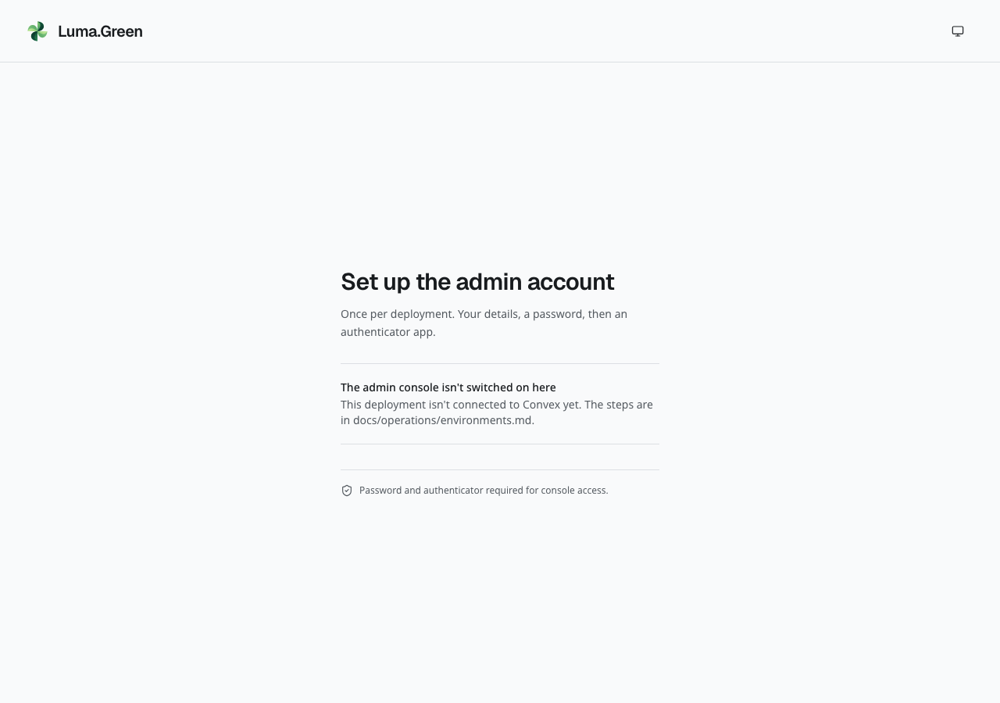 Luma.Green
Set up the admin account
Once per deployment. Your details, a password, then an
authenticator app.
The admin console isn't switched on here
This deployment isn't connected to Convex yet. The steps are
in docs/operations/environments.md.
Password and authenticator required for console access.